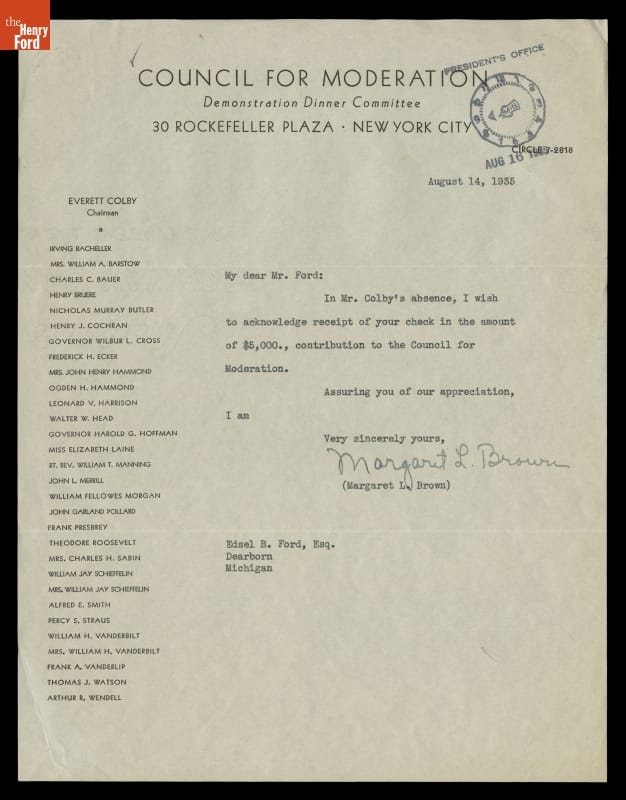 the
Henry
Ford
PRESIDENT'S OFFICE
COUNCIL FOR MODERATION
Demonstration Dinner Committee
30 ROCKEFELLER PLAZA · NEW YORK CITY
CIRCLE 7-2818
AUG 16
August 14, 1935
EVERETT COLBY
Chairman
IRVING BACHELLER
MRS. WILLIAM A. BARSTOW
CHARLES C. BAUER
HENRY BRUERE
NICHOLAS MURRAY BUTLER
HENRY J. COCHRAN
GOVERNOR WILBUR L. CROSS
FREDERICK H. ECKER
MRS. JOHN HENRY HAMMOND
OGDEN H. HAMMOND
LEONARD V. HARRISON
WALTER W. HEAD
GOVERNOR HAROLD G. HOFFMAN
MISS ELIZABETH LAINE
RT. REV. WILLIAM T. MANNING
JOHN L. MERRILL
WILLIAM FELLOWES MORGAN
JOHN GARLAND POLLARD
FRANK PRESBREY
THEODORE ROOSEVELT
MRS. CHARLES H. SABIN
WILLIAM JAY SCHIEFFELIN
MRS. WILLIAM JAY SCHIEFFELIN
ALFRED E. SMITH
PERCY S. STRAUS
WILLIAM H. VANDERBILT
MRS. WILLIAM H. VANDERBILT
FRANK A. VANDERLIP
THOMAS J. WATSON
ARTHUR R. WENDELL
My dear Mr. Ford:
In Mr. Colby's absence, I wish
to acknowledge receipt of your check in the amount
of $5,000., contribution to the Council for
Moderation.
Assuring you of our appreciation,
I am
Very sincerely yours,
Margaret L. Brown
(Margaret L. Brown)
Edsel B. Ford, Esq.
Dearborn
Michigan